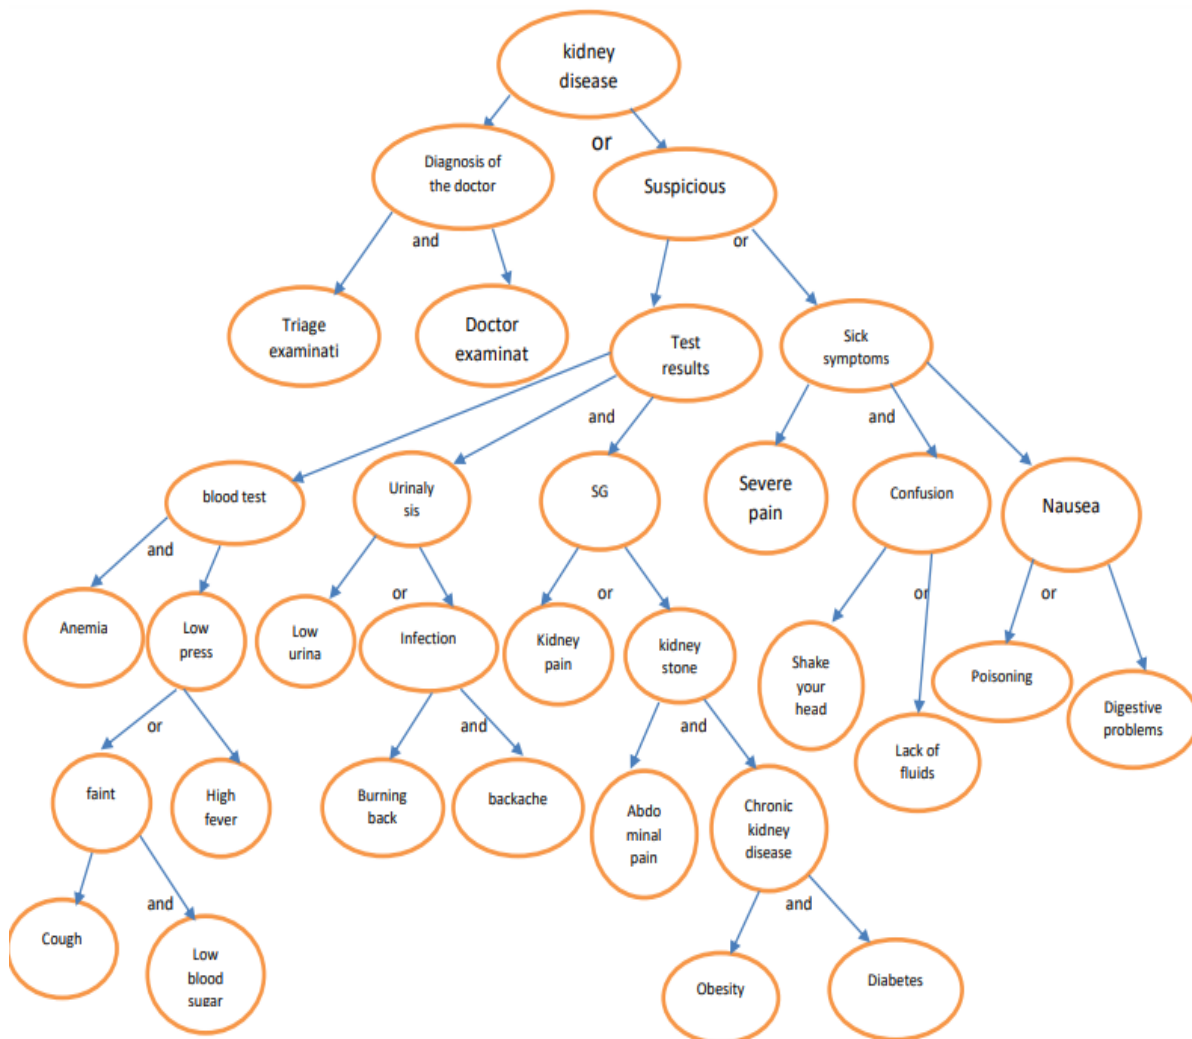 kidney
disease
or
Diagnosis of
the doctor
Suspicious
and
or
Triage
examinati
Doctor
examinat
Test
results
Sick
symptoms
and
and
blood test
Urinaly
sis
SG
Severe
pain
Confusion
Nausea
and
or
or
or
or
Anemia
Low
press
Low
urina
Infection
Kidney
pain
kidney
stone
Shake
your
head
Poisoning
Digestive
problems
or
and
and
Lack of
fluids
faint
High
fever
Burning
back
backache
Abdo
minal
pain
Chronic
kidney
disease
and
and
Cough
Low
blood
sugar
Obesity
Diabetes